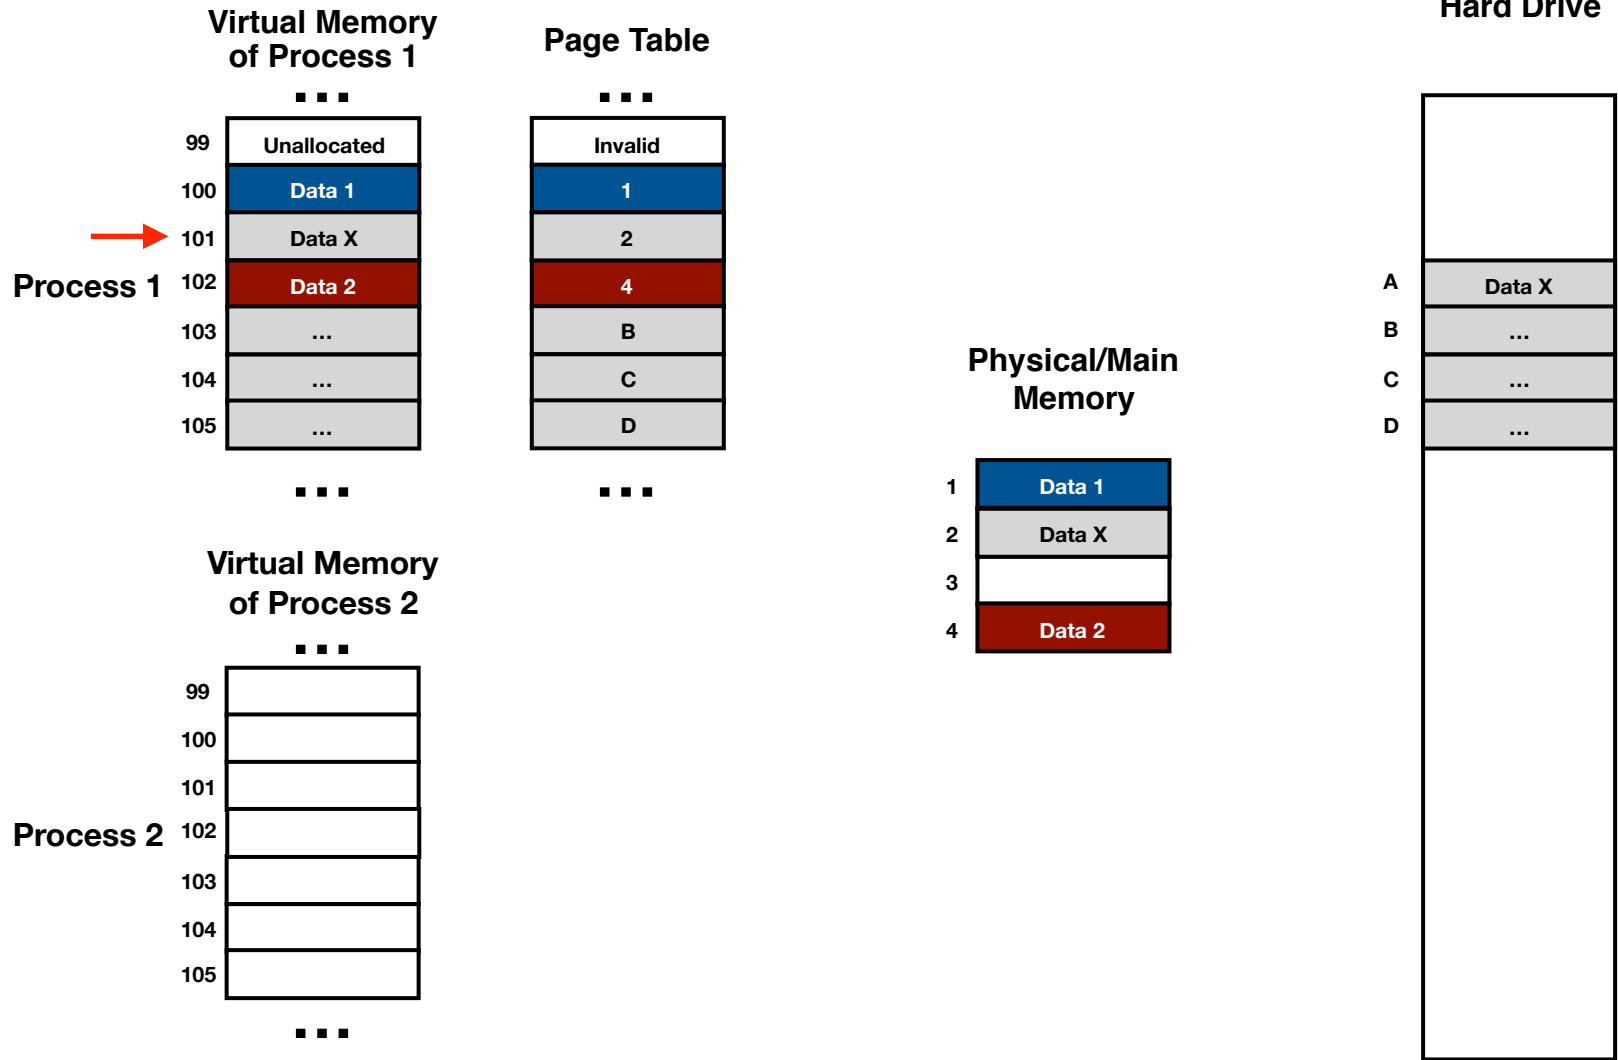 Virtual Memory
of Process 1
Page Table
Hard Drive
... ...
99 Unallocated Invalid
100 Data 1 1
101 Data X 2
Process 1 102 Data 2 4
103 ... B
104 ... C
105 ... D
... ...
A Data X
B ...
C ...
D ...
Physical/Main
Memory
1 Data 1
2 Data X
3
4 Data 2
Virtual Memory
of Process 2
...
99
100
101
Process 2 102
103
104
105
...